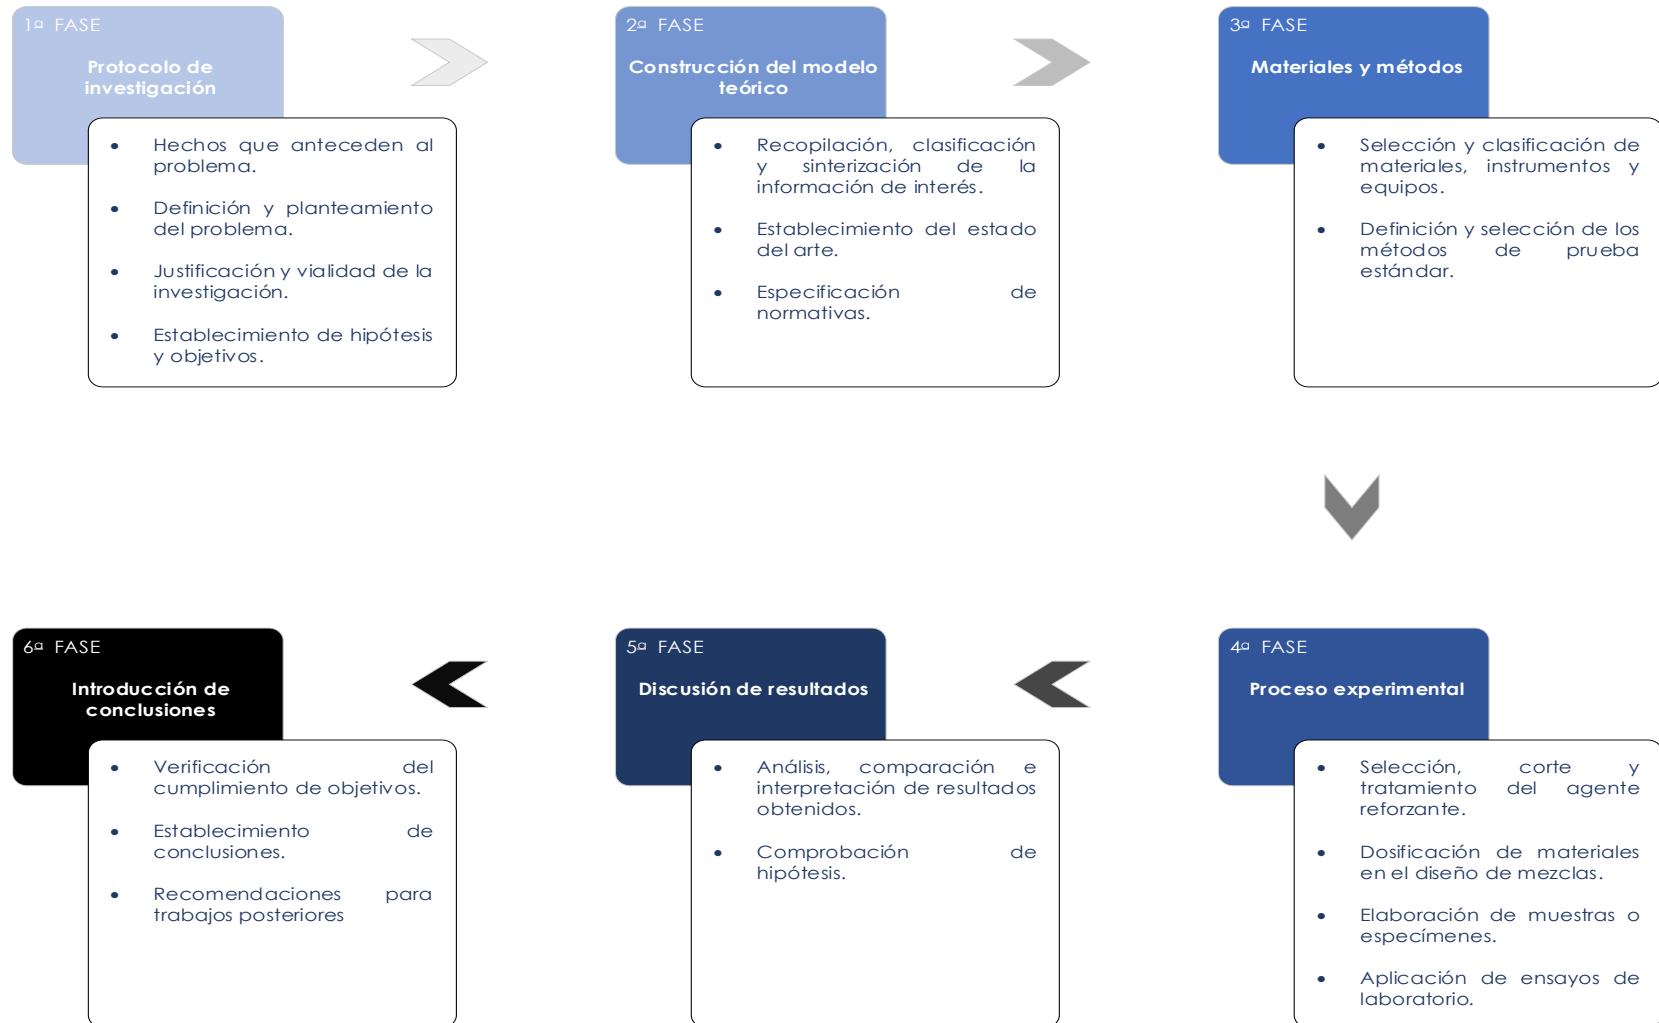 1ª FASE
Protocolo de
investigación
• Hechos que anteceden al
problema.
• Definición y planteamiento
del problema.
• Justificación y vialidad de la
investigación.
• Establecimiento de hipótesis
y objetivos.
2ª FASE
Construcción del modelo
teórico
• Recopilación, clasificación
y sinterización de la
información de interés.
• Establecimiento del estado
del arte.
• Especificación de
normativas.
3ª FASE
Materiales y métodos
• Selección y clasificación de
materiales, instrumentos y
equipos.
• Definición y selección de los
métodos de prueba
estándar.
4ª FASE
Proceso experimental
• Selección, corte y
tratamiento del agente
reforzante.
• Dosificación de materiales
en el diseño de mezclas.
• Elaboración de muestras o
especímenes.
• Aplicación de ensayos de
laboratorio.
5ª FASE
Discusión de resultados
• Análisis, comparación e
interpretación de resultados
obtenidos.
• Comprobación de
hipótesis.
6ª FASE
Introducción de
conclusiones
• Verificación del
cumplimiento de objetivos.
• Establecimiento de
conclusiones.
• Recomendaciones para
trabajos posteriores